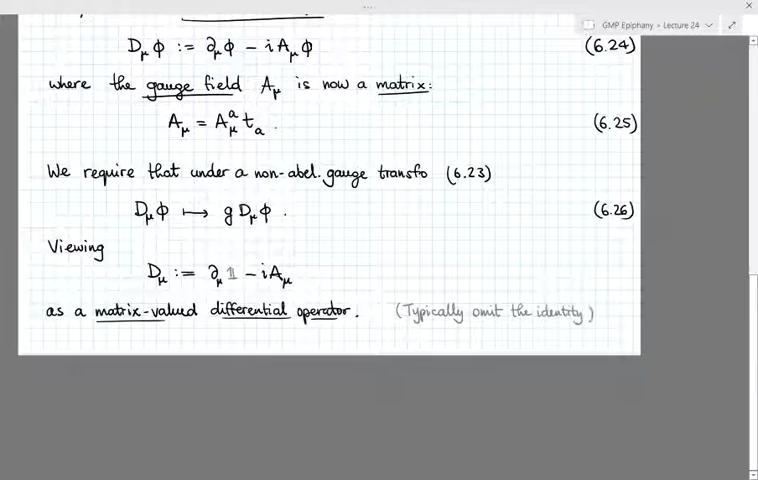 GMP Epiphany > Lecture 24
D_μ ϕ := ∂_μ ϕ − i A_μ ϕ (6.24)
where the gauge field A_μ is now a matrix:
A_μ = A_μ^a t_a . (6.25)
We require that under a non-abel. gauge transfo (6.23)
D_μ ϕ ⟼ g D_μ ϕ . (6.26)
Viewing
D_μ := ∂_μ 𝟙 − i A_μ
as a matrix-valued differential operator. (Typically omit the identity)